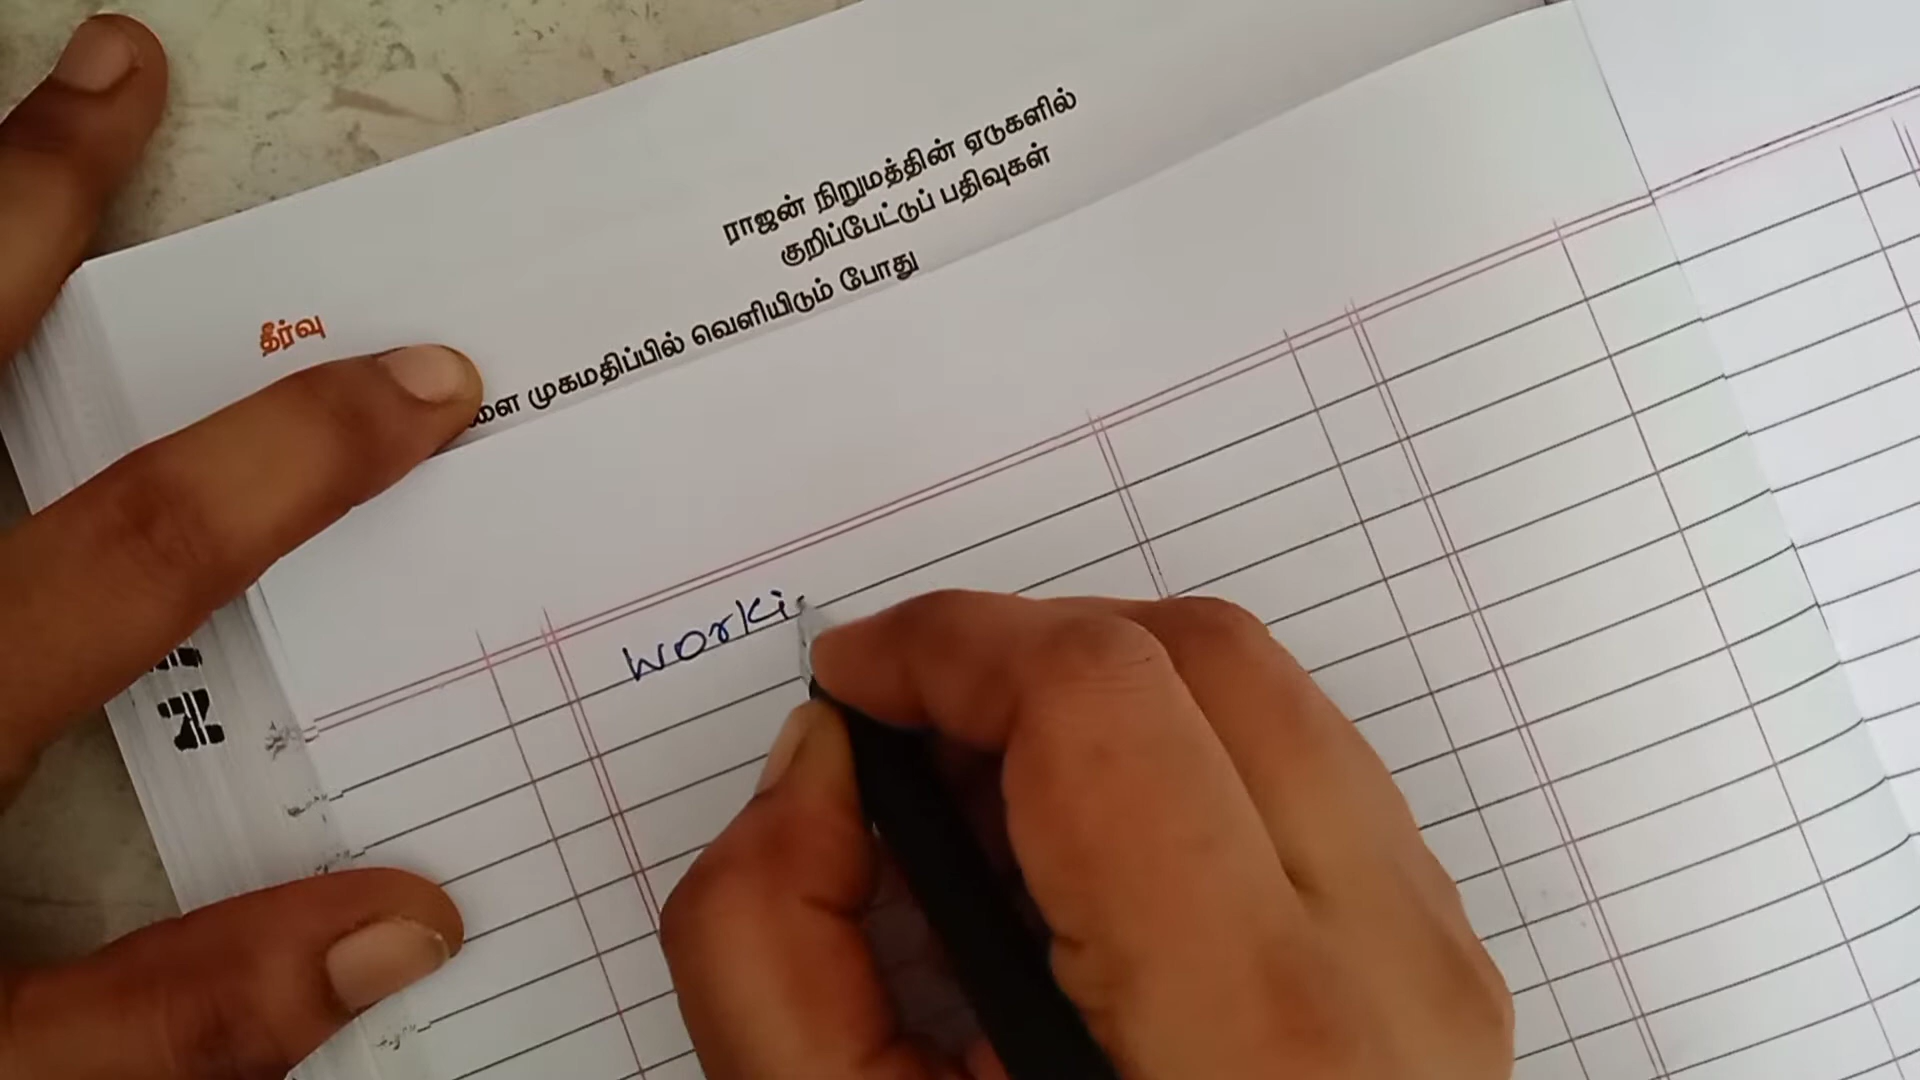 ராஜன் நிறுமத்தின் ஏடுகளில்
குறிப்பேட்டுப் பதிவுகள்
தீர்வு
ளை முகமதிப்பில் வெளியிடும் போது
worki